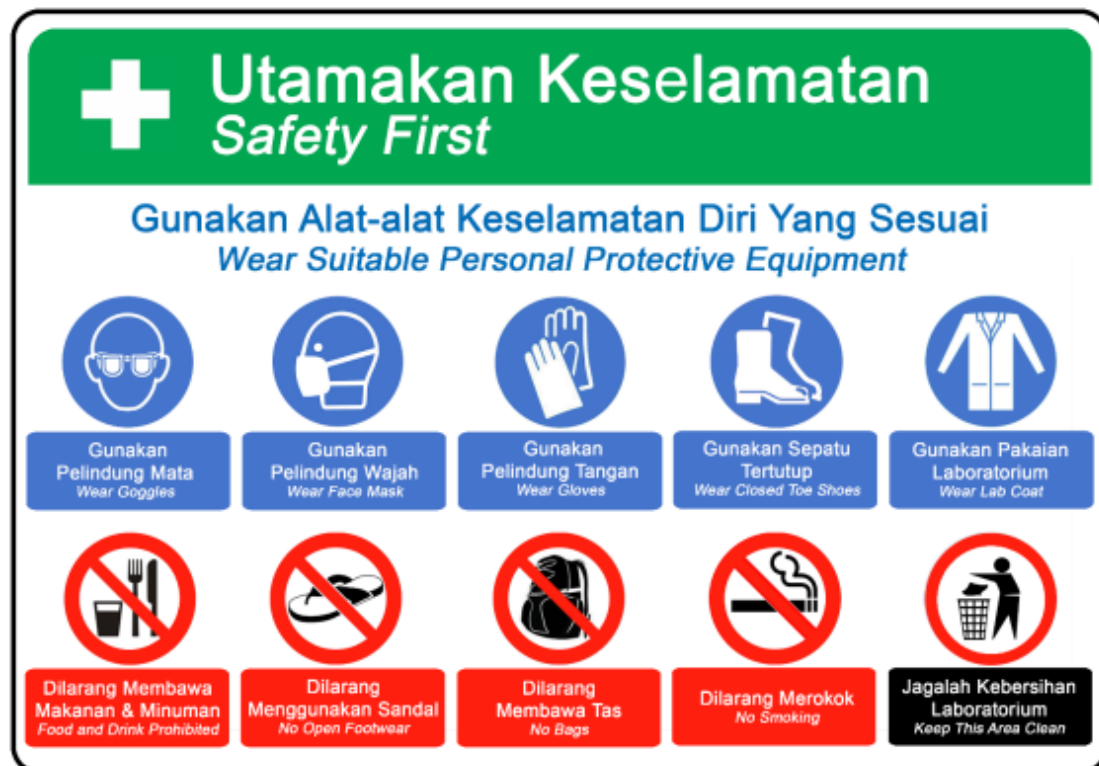 Utamakan Keselamatan
Safety First
Gunakan Alat-alat Keselamatan Diri Yang Sesuai
Wear Suitable Personal Protective Equipment
Gunakan
Pelindung Mata
Wear Goggles
Gunakan
Pelindung Wajah
Wear Face Mask
Gunakan
Pelindung Tangan
Wear Gloves
Gunakan Sepatu
Tertutup
Wear Closed Toe Shoes
Gunakan Pakaian
Laboratorium
Wear Lab Coat
Dilarang Membawa
Makanan & Minuman
Food and Drink Prohibited
Dilarang
Menggunakan Sandal
No Open Footwear
Dilarang
Membawa Tas
No Bags
Dilarang Merokok
No Smoking
Jagalah Kebersihan
Laboratorium
Keep This Area Clean